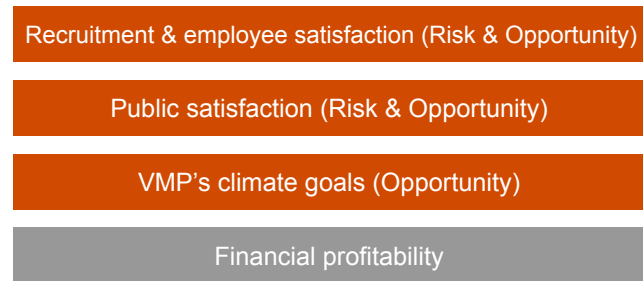 Recruitment & employee satisfaction (Risk & Opportunity)
Public satisfaction (Risk & Opportunity)
VMP’s climate goals (Opportunity)
Financial profitability